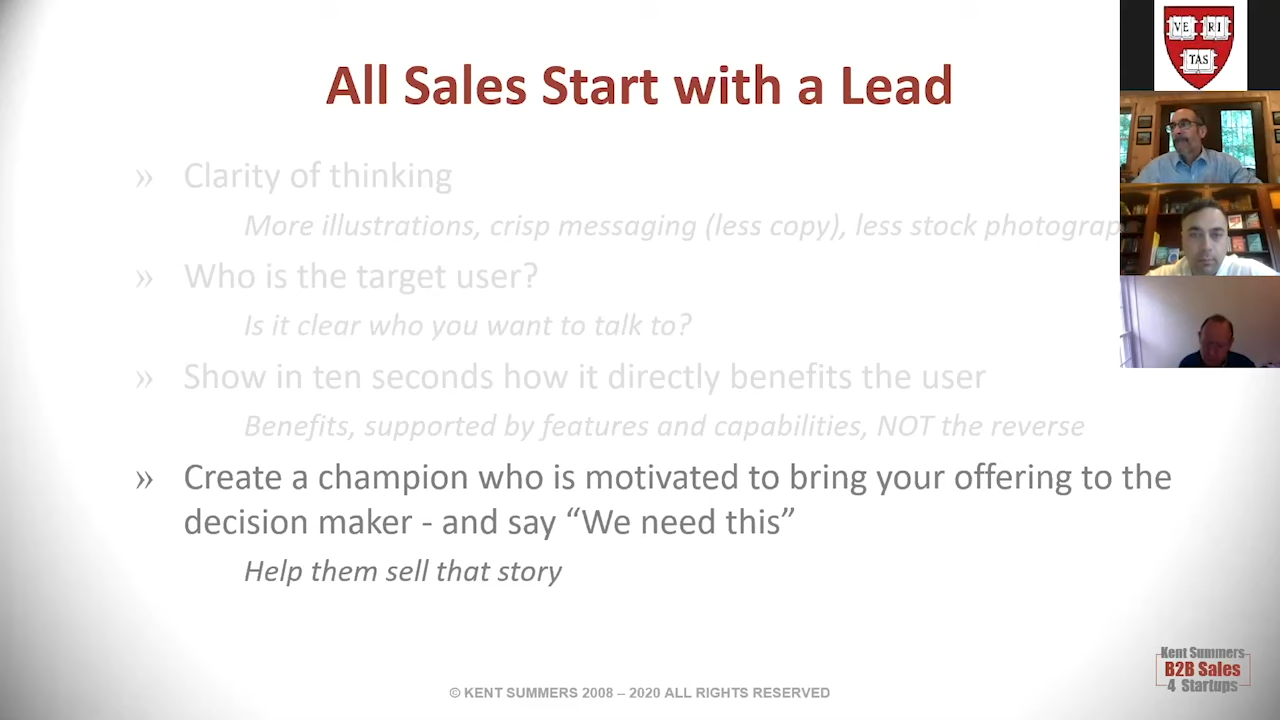 All Sales Start with a Lead
VE RI
TAS
» Clarity of thinking
More illustrations, crisp messaging (less copy), less stock
» Who is the target user?
Is it clear who you want to talk to?
» Show in ten seconds how it directly benefits the user
Benefits, supported by features and capabilities, NOT the reverse
» Create a champion who is motivated to bring your offering to the
decision maker - and say “We need this”
Help them sell that story
Kent Summers
B2B Sales
4 Startups
© KENT SUMMERS 2008 – 2020 ALL RIGHTS RESERVED